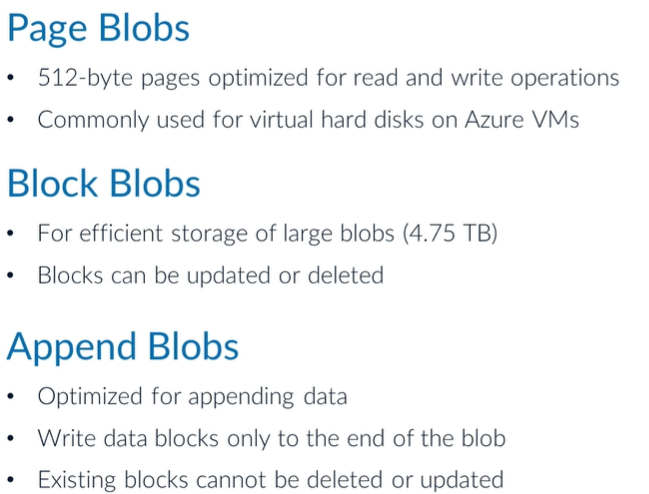 Page Blobs
• 512-byte pages optimized for read and write operations
• Commonly used for virtual hard disks on Azure VMs
Block Blobs
• For efficient storage of large blobs (4.75 TB)
• Blocks can be updated or deleted
Append Blobs
• Optimized for appending data
• Write data blocks only to the end of the blob
• Existing blocks cannot be deleted or updated